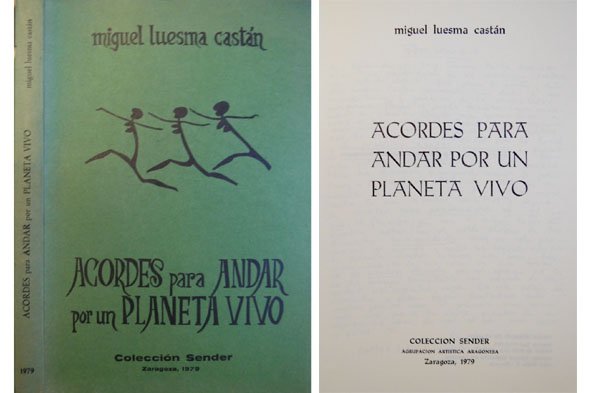 miguel luesma castán
ACORDES para ANDAR por un PLANETA VIVO
1979
miguel luesma castán
ACORDES para ANDAR
por un PLANETA VIVO
Colección Sender
Zaragoza, 1979
miguel luesma castán
ACORDES PARA
ANDAR POR UN
PLANETA VIVO
COLECCION SENDER
AGRUPACION ARTISTICA ARAGONESA
Zaragoza, 1979